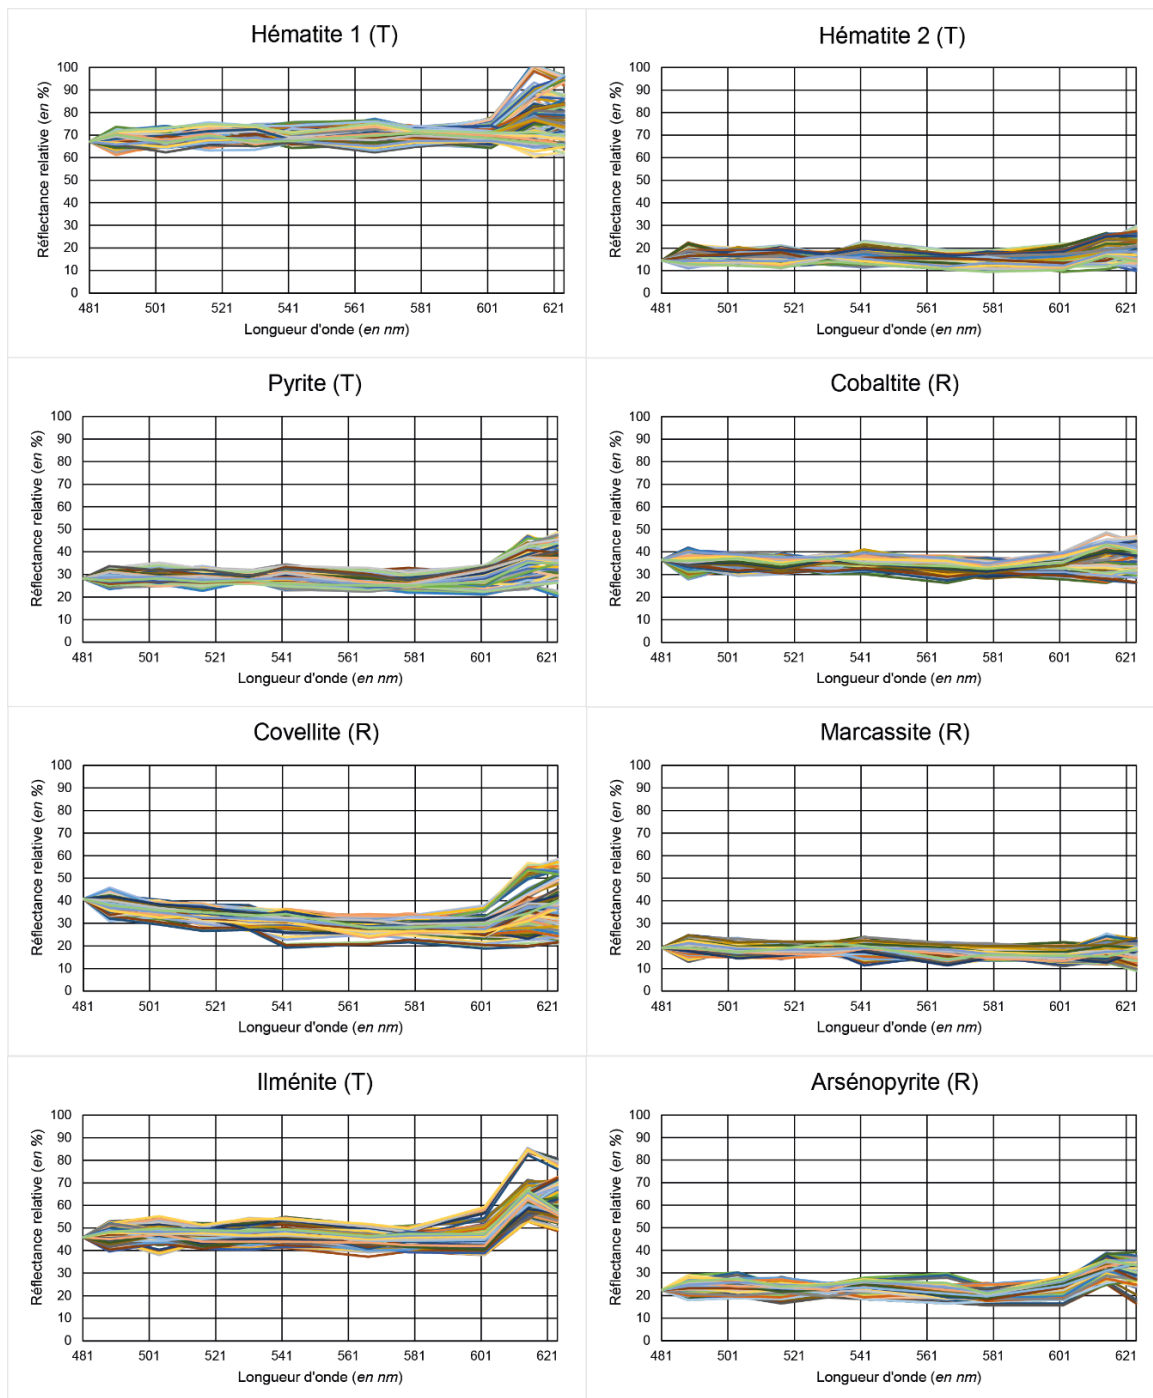 Hématite 1 (T)
Réflectance relative (en %)
100
90
80
70
60
50
40
30
20
10
0
481 501 521 541 561 581 601 621
Longueur d'onde (en nm)
Hématite 2 (T)
Réflectance relative (en %)
100
90
80
70
60
50
40
30
20
10
0
481 501 521 541 561 581 601 621
Longueur d'onde (en nm)
Pyrite (T)
Réflectance relative (en %)
100
90
80
70
60
50
40
30
20
10
0
481 501 521 541 561 581 601 621
Longueur d'onde (en nm)
Cobaltite (R)
Réflectance relative (en %)
100
90
80
70
60
50
40
30
20
10
0
481 501 521 541 561 581 601 621
Longueur d'onde (en nm)
Covellite (R)
Réflectance relative (en %)
100
90
80
70
60
50
40
30
20
10
0
481 501 521 541 561 581 601 621
Longueur d'onde (en nm)
Marcassite (R)
Réflectance relative (en %)
100
90
80
70
60
50
40
30
20
10
0
481 501 521 541 561 581 601 621
Longueur d'onde (en nm)
Ilménite (T)
Réflectance relative (en %)
100
90
80
70
60
50
40
30
20
10
0
481 501 521 541 561 581 601 621
Longueur d'onde (en nm)
Arsénopyrite (R)
Réflectance relative (en %)
100
90
80
70
60
50
40
30
20
10
0
481 501 521 541 561 581 601 621
Longueur d'onde (en nm)